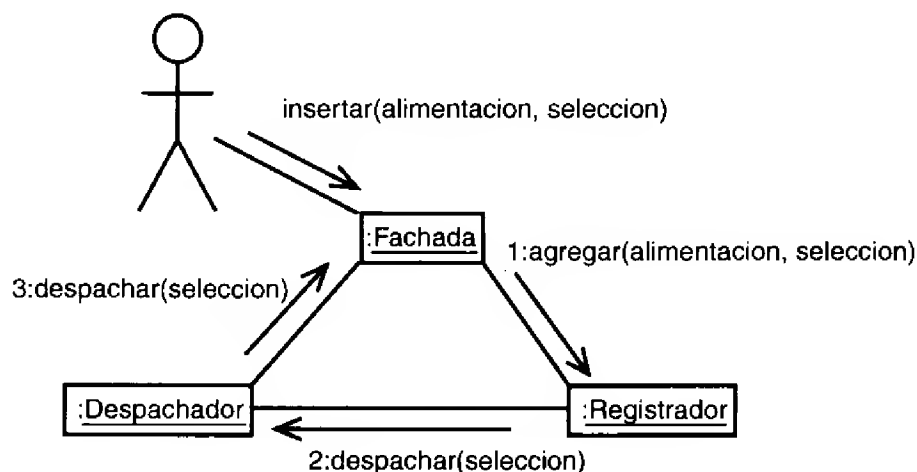 insertar(alimentacion, seleccion)
:Fachada
1:agregar(alimentacion, seleccion)
3:despachar(seleccion)
:Despachador
:Registrador
2:despachar(seleccion)